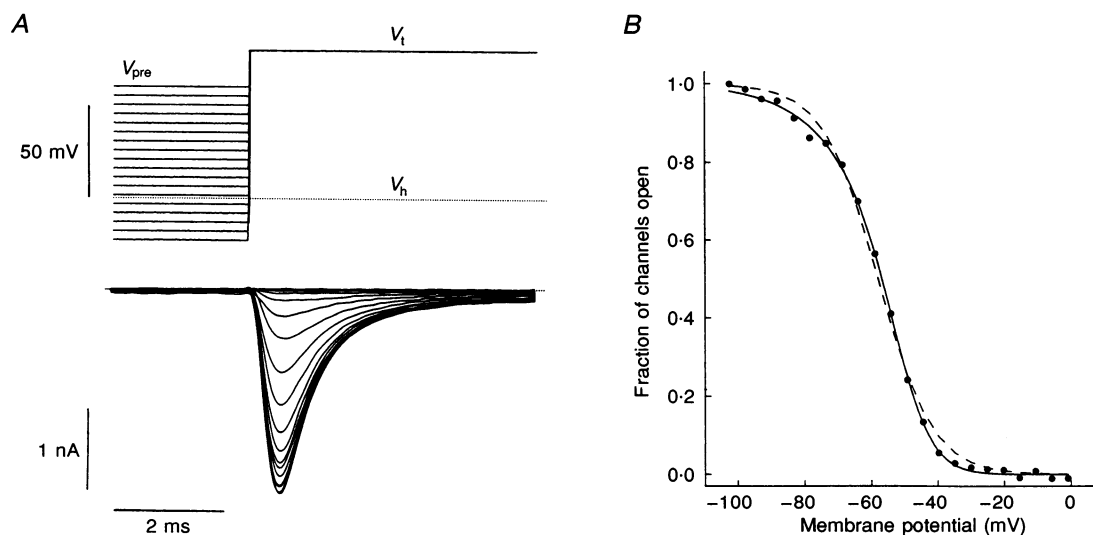 A
V_t
V_pre
50 mV
V_h
1 nA
2 ms
B
Fraction of channels open
1·0
0·8
0·6
0·4
0·2
0·0
−100 −80 −60 −40 −20 0
Membrane potential (mV)